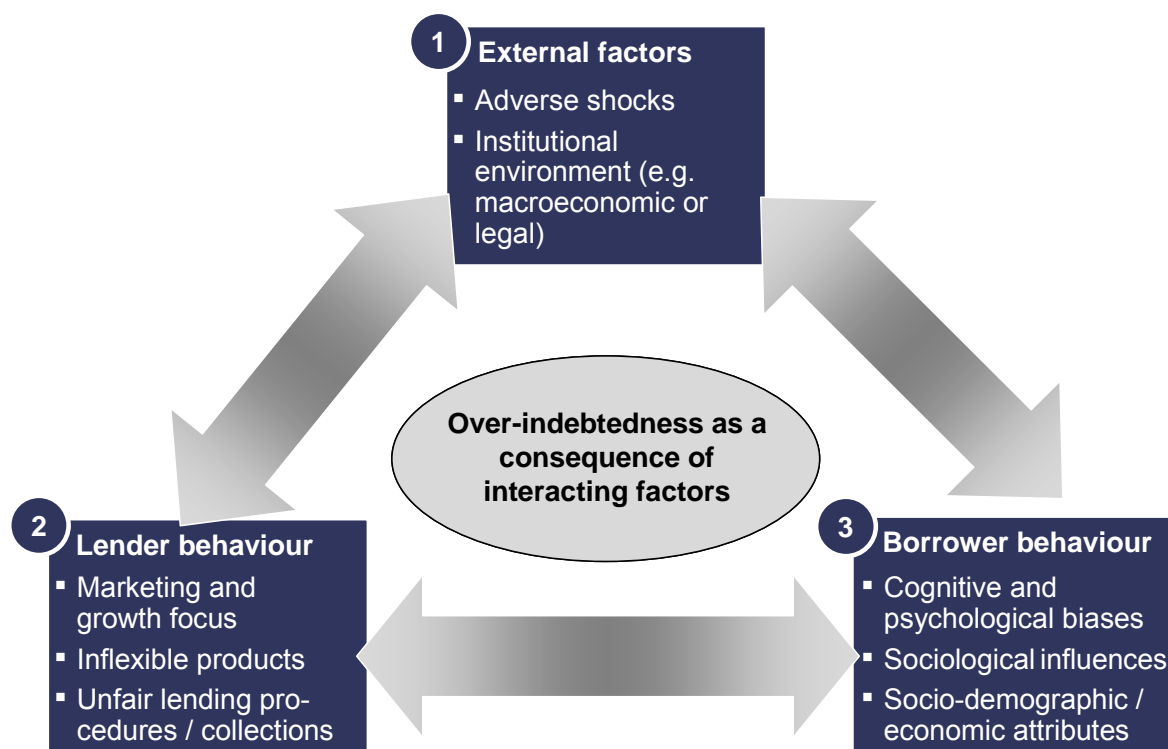 1
External factors
▪ Adverse shocks
▪ Institutional
environment (e.g.
macroeconomic or
legal)
Over-indebtedness as a
consequence of
interacting factors
2
Lender behaviour
▪ Marketing and
growth focus
▪ Inflexible products
▪ Unfair lending pro-
cedures / collections
3
Borrower behaviour
▪ Cognitive and
psychological biases
▪ Sociological influences
▪ Socio-demographic /
economic attributes